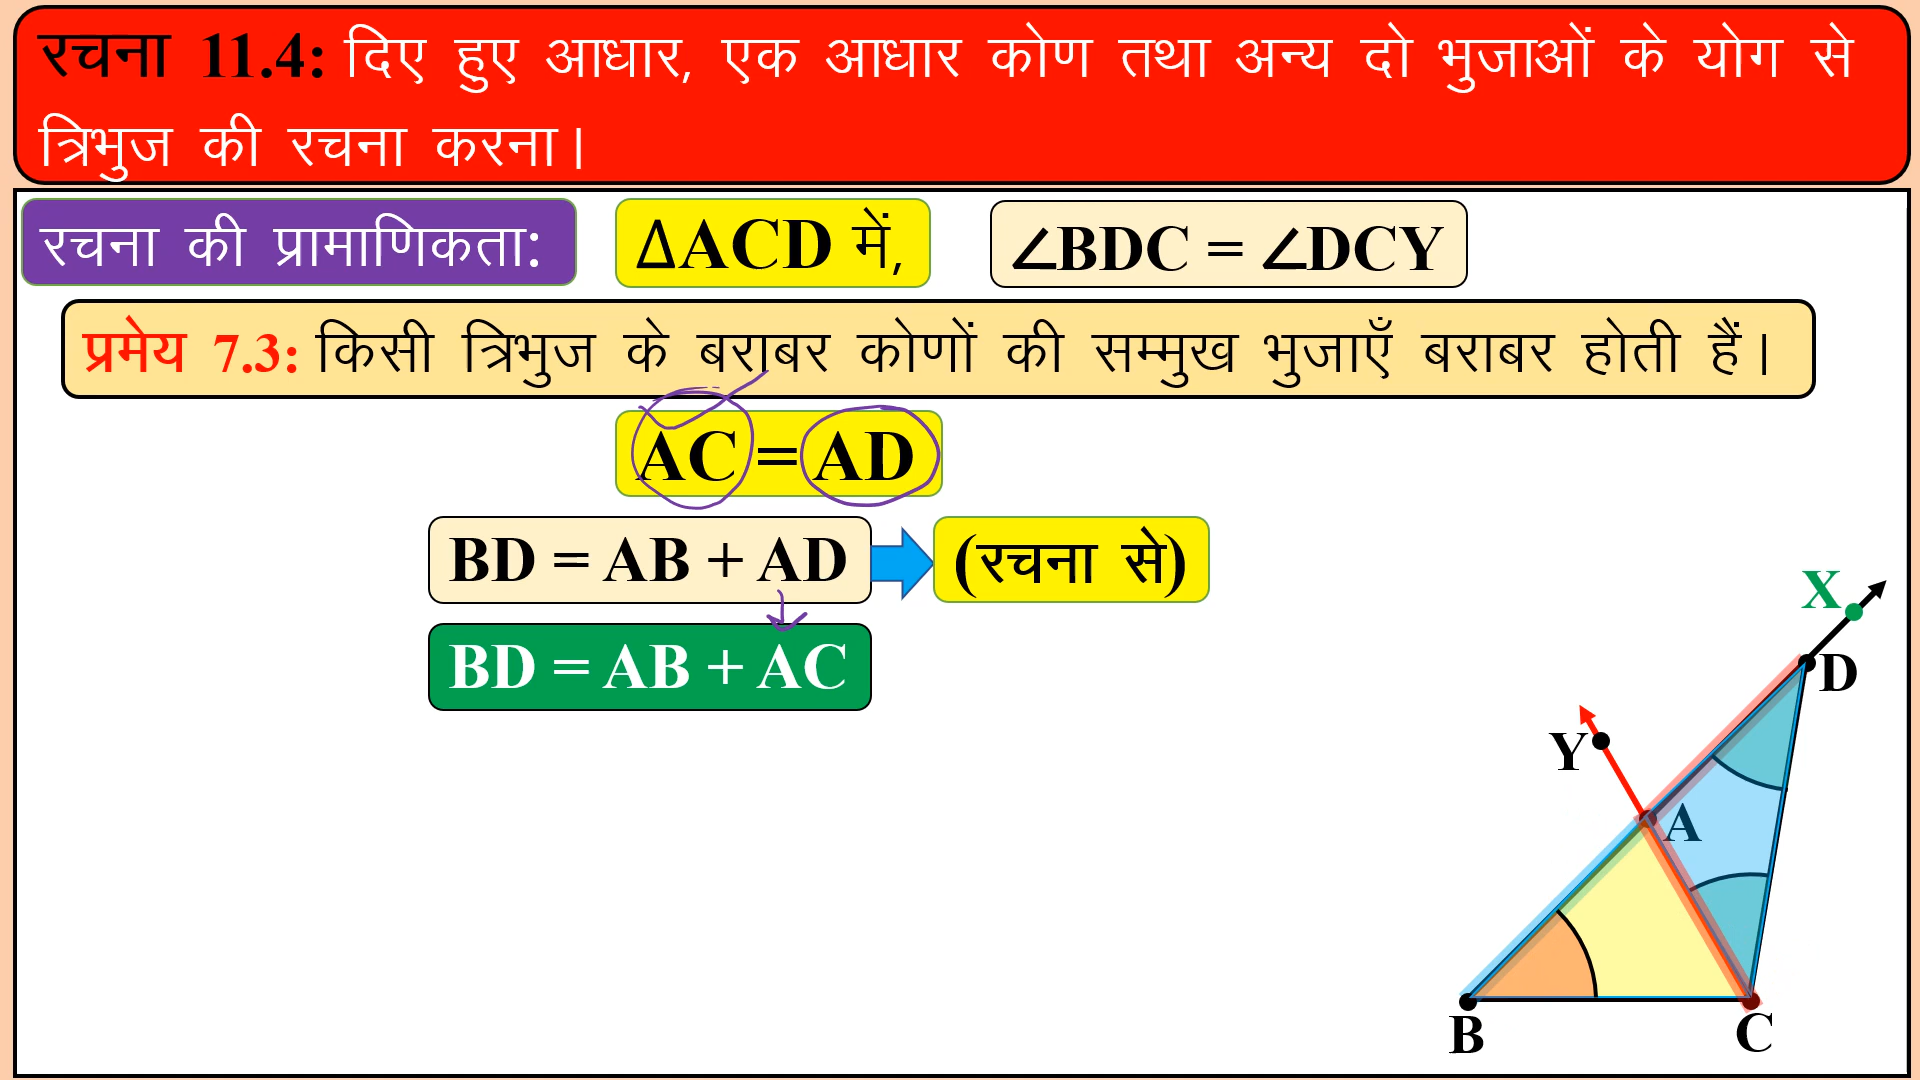 रचना 11.4: दिए हुए आधार, एक आधार कोण तथा अन्य दो भुजाओं के योग से
त्रिभुज की रचना करना।
रचना की प्रामाणिकता: ΔACD में, ∠BDC = ∠DCY
प्रमेय 7.3: किसी त्रिभुज के बराबर कोणों की सम्मुख भुजाएँ बराबर होती हैं।
AC = AD
BD = AB + AD (रचना से)
BD = AB + AC
X
D
Y
A
B
C